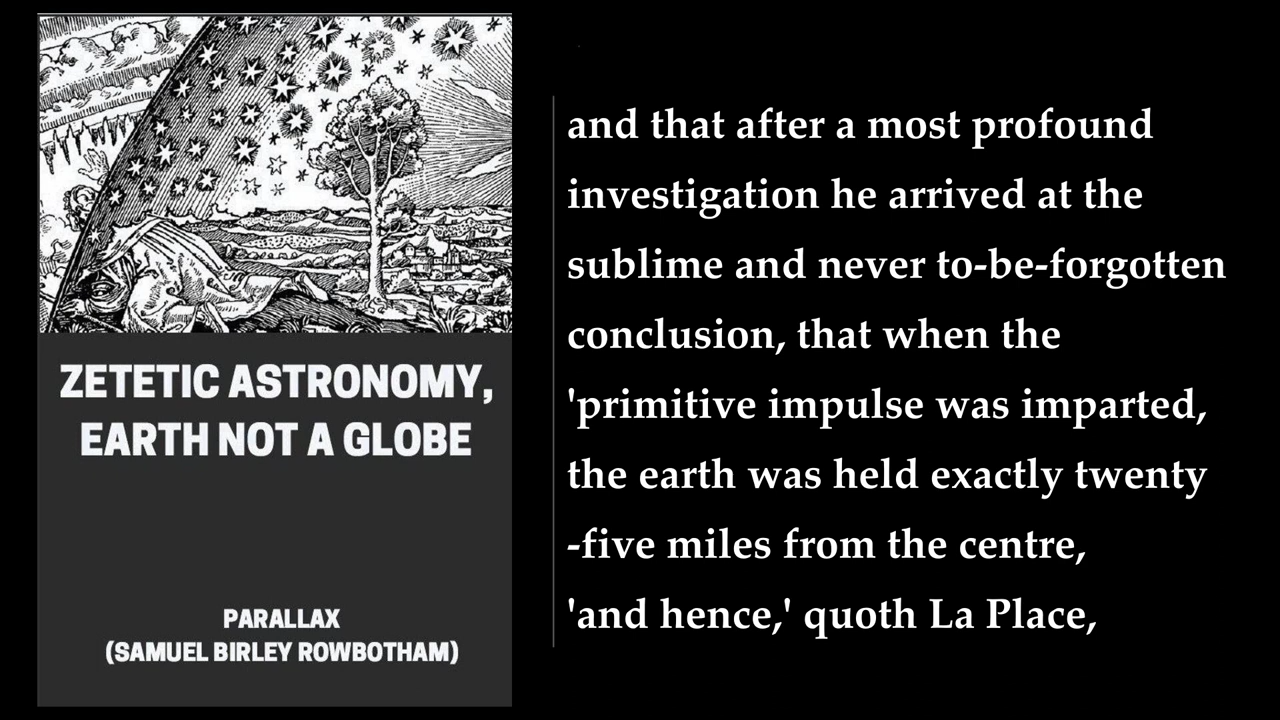 ZETETIC ASTRONOMY,
EARTH NOT A GLOBE
PARALLAX
(SAMUEL BIRLEY ROWBOTHAM)
and that after a most profound
investigation he arrived at the
sublime and never to-be-forgotten
conclusion, that when the
'primitive impulse was imparted,
the earth was held exactly twenty
-five miles from the centre,
'and hence,' quoth La Place,